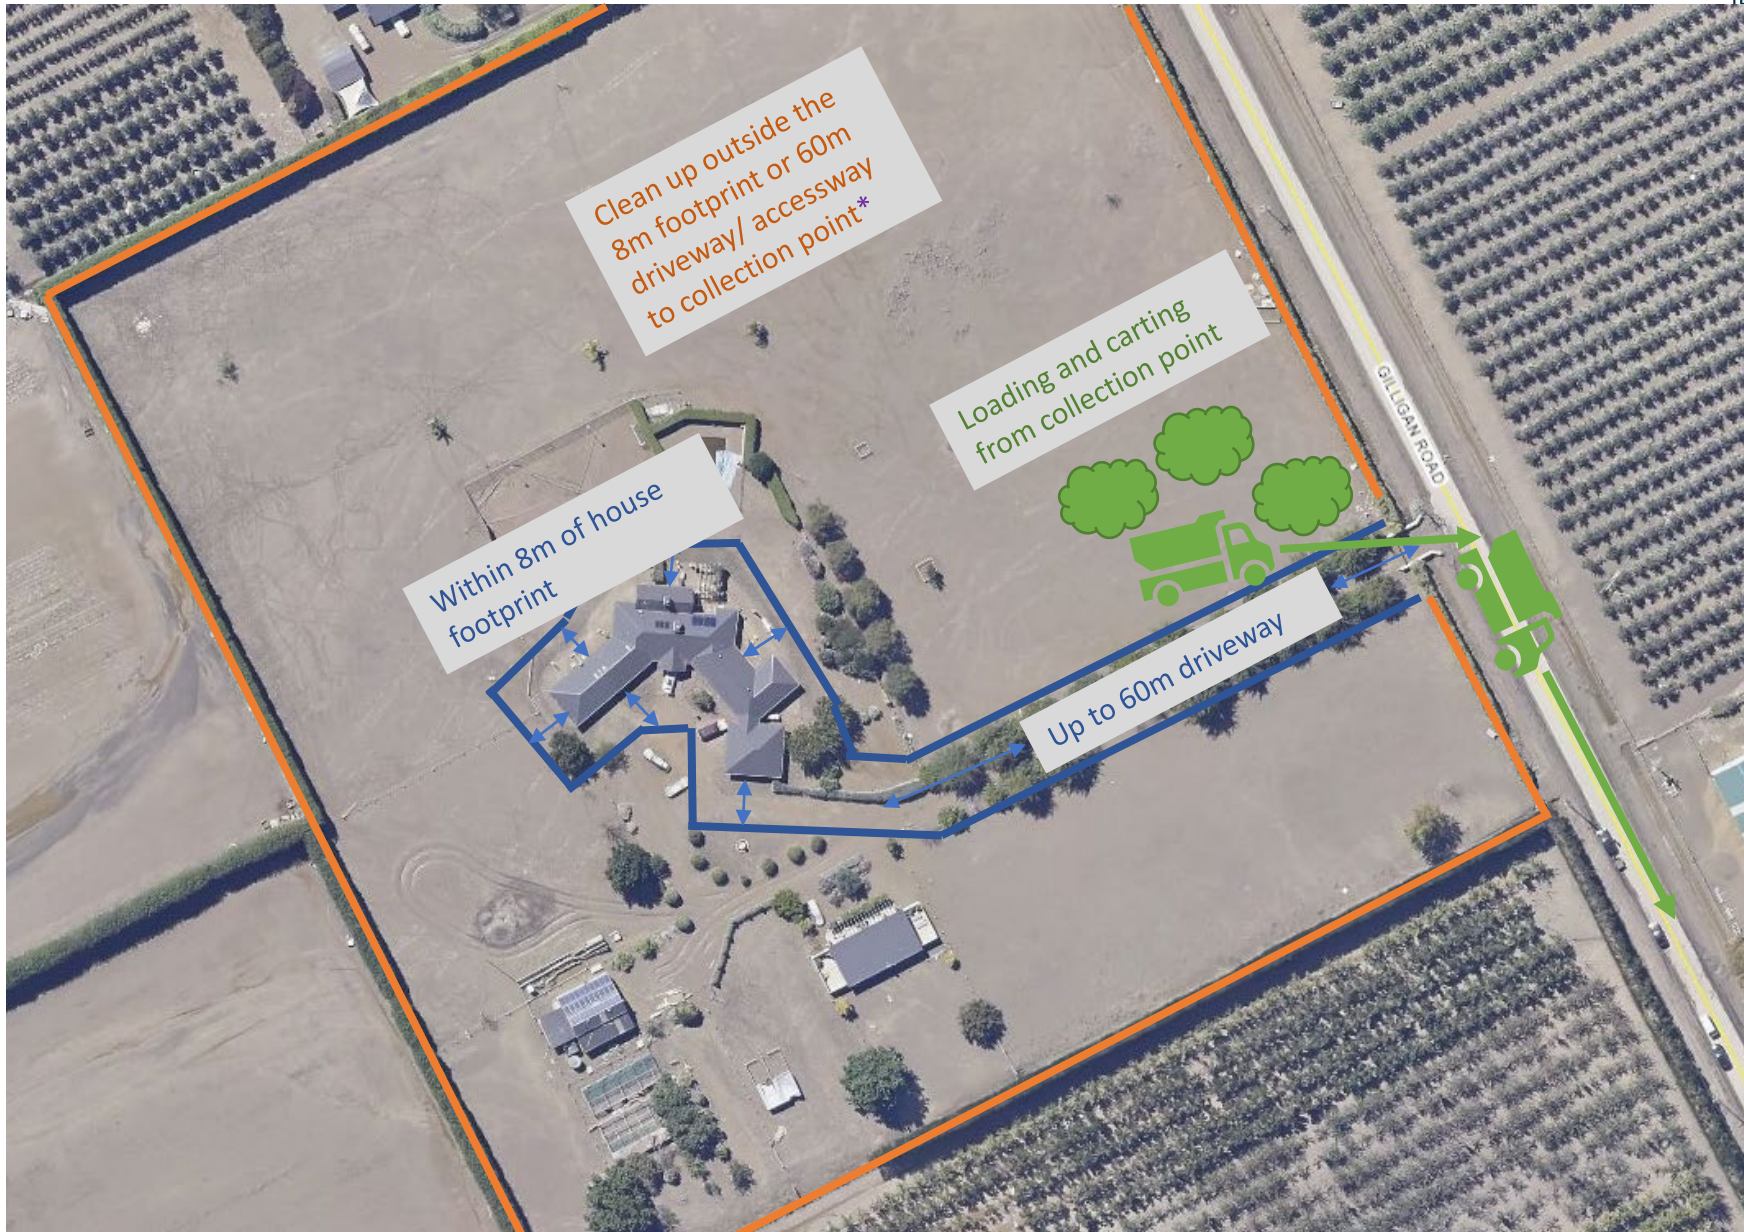 Clean up outside the
8m footprint or 60m
driveway/ accessway
to collection point*
Loading and carting
from collection point
GILLIGAN ROAD
Within 8m of house
footprint
Up to 60m driveway